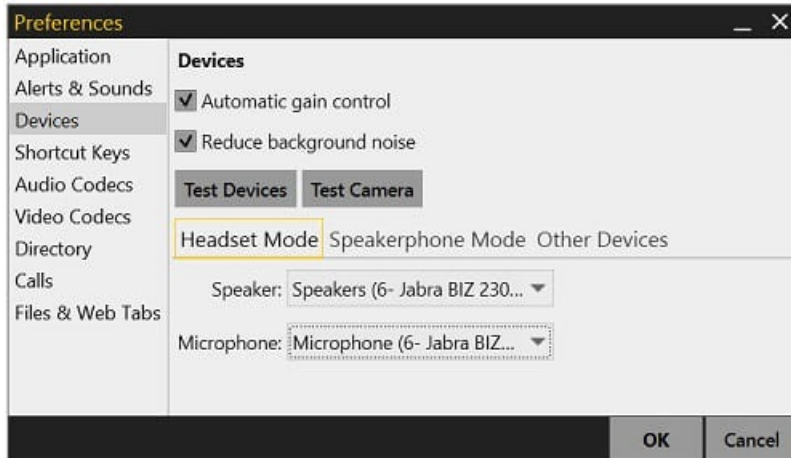 Preferences
Application
Alerts & Sounds
Devices
Shortcut Keys
Audio Codecs
Video Codecs
Directory
Calls
Files & Web Tabs
Devices
Automatic gain control
Reduce background noise
Test Devices Test Camera
Headset Mode Speakerphone Mode Other Devices
Speaker: Speakers (6- Jabra BIZ 230...
Microphone: Microphone (6- Jabra BIZ...
OK Cancel